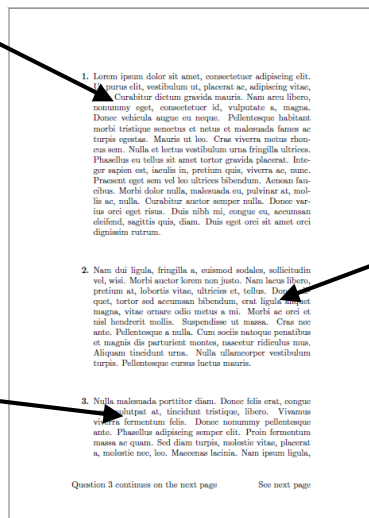 1. Lorem ipsum dolor sit amet, consectetuer adipiscing elit.
purus elit, vestibulum ut, placerat ac, adipiscing vitae,
Curabitur dictum gravida mauris. Nam arcu libero,
nonummy eget, consectetuer id, vulputate a, magna.
Donec vehicula augue eu neque. Pellentesque habitant
morbi tristique senectus et netus et malesuada fames ac
turpis egestas. Mauris ut leo. Cras viverra metus rhon-
cus sem. Nulla et lectus vestibulum urna fringilla ultrices.
Phasellus eu tellus sit amet tortor gravida placerat. Inte-
ger sapien est, iaculis in, pretium quis, viverra ac, nunc.
Praesent eget sem vel leo ultrices bibendum. Aenean fau-
cibus. Morbi dolor nulla, malesuada eu, pulvinar at, mol-
lis ac, nulla. Curabitur auctor semper nulla. Donec var-
ius orci eget risus. Duis nibh mi, congue eu, accumsan
eleifend, sagittis quis, diam. Duis eget orci sit amet orci
dignissim rutrum.
2. Nam dui ligula, fringilla a, euismod sodales, sollicitudin
vel, wisi. Morbi auctor lorem non justo. Nam lacus libero,
pretium at, lobortis vitae, ultricies et, tellus.
quet, tortor sed accumsan bibendum, erat ligula aliquet
magna, vitae ornare odio metus a mi. Morbi ac orci et
nisl hendrerit mollis. Suspendisse ut massa. Cras nec
ante. Pellentesque a nulla. Cum sociis natoque penatibus
et magnis dis parturient montes, nascetur ridiculus mus.
Aliquam tincidunt urna. Nulla ullamcorper vestibulum
turpis. Pellentesque cursus luctus mauris.
3. Nulla malesuada porttitor diam. Donec felis erat, congue
volutpat at, tincidunt tristique, libero. Vivamus
viverra fermentum felis. Donec nonummy pellentesque
ante. Phasellus adipiscing semper elit. Proin fermentum
massa ac quam. Sed diam turpis, molestie vitae, placerat
a, molestie nec, leo. Maecenas lacinia. Nam ipsum ligula,
Question 3 continues on the next page See next page